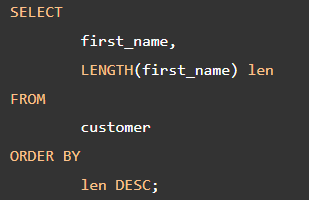 SELECT
first_name,
LENGTH(first_name) len
FROM
customer
ORDER BY
len DESC;